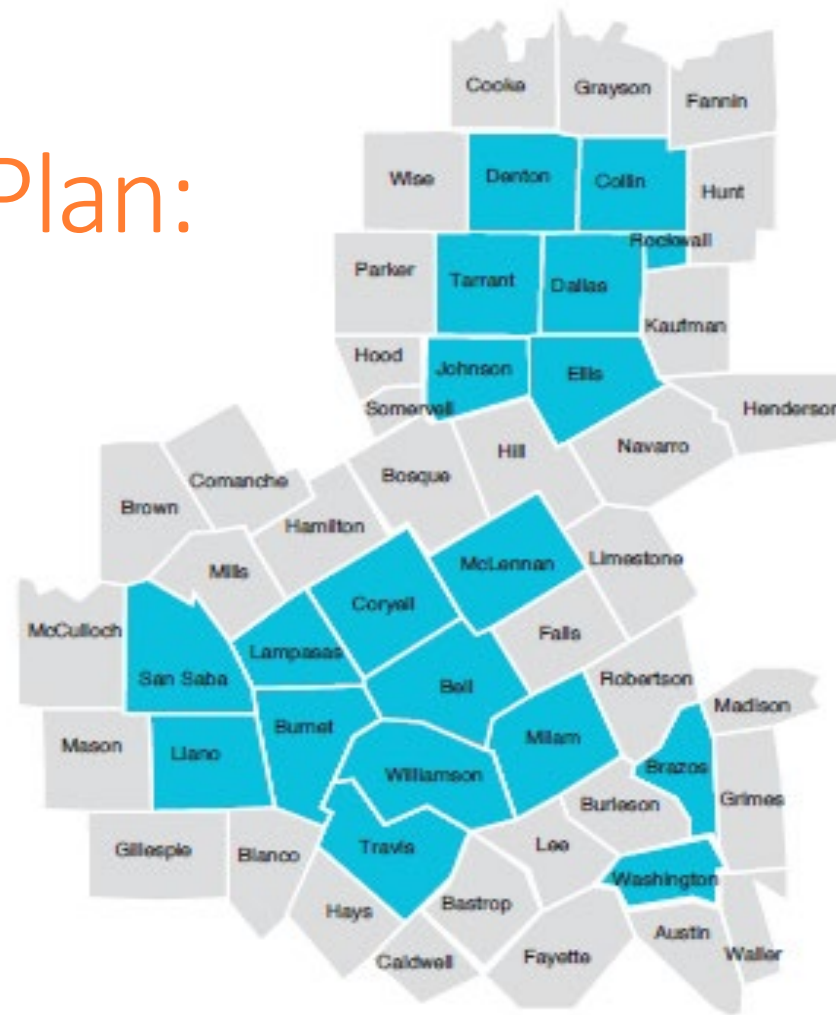 Plan:
Cooke
Grayson
Fannin
Wise
Denton
Collin
Hunt
Rockwall
Parker
Tarrant
Dallas
Kaufman
Hood
Johnson
Ellis
Somervell
Henderson
Hill
Navarro
Bosque
Comanche
Brown
Hamilton
McLennan
Limestone
Mills
Coryell
McCulloch
Falls
Lampasas
San Saba
Bell
Robertson
Madison
Burnet
Milam
Mason
Llano
Brazos
Williamson
Grimes
Burleson
Gillespie
Blanco
Travis
Lee
Washington
Hays
Bastrop
Austin
Waller
Caldwell
Fayette